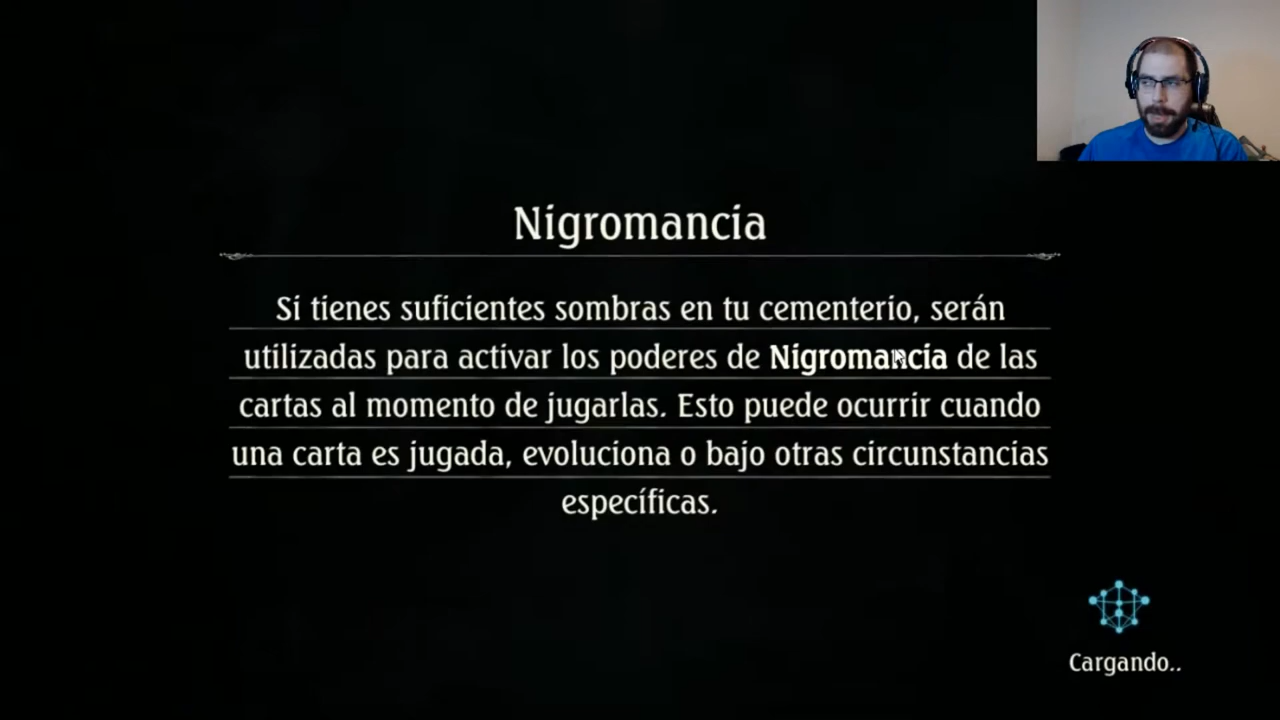 Nigromancia
Si tienes suficientes sombras en tu cementerio, serán
utilizadas para activar los poderes de Nigromancia de las
cartas al momento de jugarlas. Esto puede ocurrir cuando
una carta es jugada, evoluciona o bajo otras circunstancias
específicas.
Cargando..